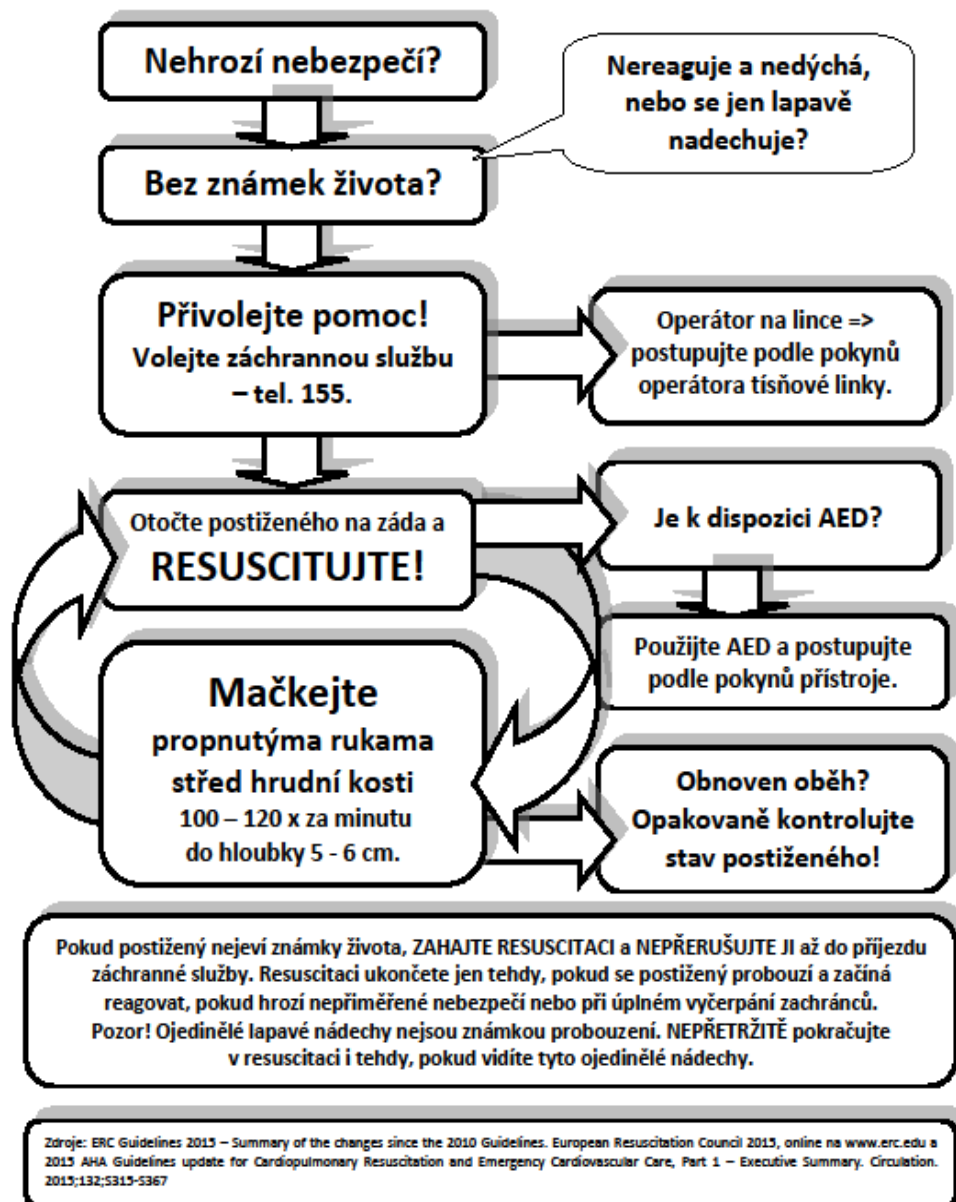 Nehrozí nebezpečí?
Nereaguje a nedýchá,
nebo se jen lapavě
nadechuje?
Bez známek života?
Přivolejte pomoc!
Volejte záchrannou službu
– tel. 155.
Operátor na lince =>
postupujte podle pokynů
operátora tísňové linky.
Otočte postiženého na záda a
RESUSCITUJTE!
Je k dispozici AED?
Použijte AED a postupujte
podle pokynů přístroje.
Mačkejte
propnutýma rukama
střed hrudní kosti
100 – 120 x za minutu
do hloubky 5 - 6 cm.
Obnoven oběh?
Opakovaně kontrolujte
stav postiženého!
Pokud postižený nejeví známky života, ZAHAJTE RESUSCITACI a NEPŘERUŠUJTE JI až do příjezdu
záchranné služby. Resuscitaci ukončete jen tehdy, pokud se postižený probouzí a začíná
reagovat, pokud hrozí nepřiměřené nebezpečí nebo při úplném vyčerpání zachránců.
Pozor! Ojedinělé lapavé nádechy nejsou známkou probouzení. NEPŘETRŽITĚ pokračujte
v resuscitaci i tehdy, pokud vidíte tyto ojedinělé nádechy.
Zdroje: ERC Guidelines 2015 – Summary of the changes since the 2010 Guidelines. European Resuscitation Council 2015, online na www.erc.edu a
2015 AHA Guidelines update for Cardiopulmonary Resuscitation and Emergency Cardiovascular Care, Part 1 – Executive Summary. Circulation.
2015;132;S315-S367